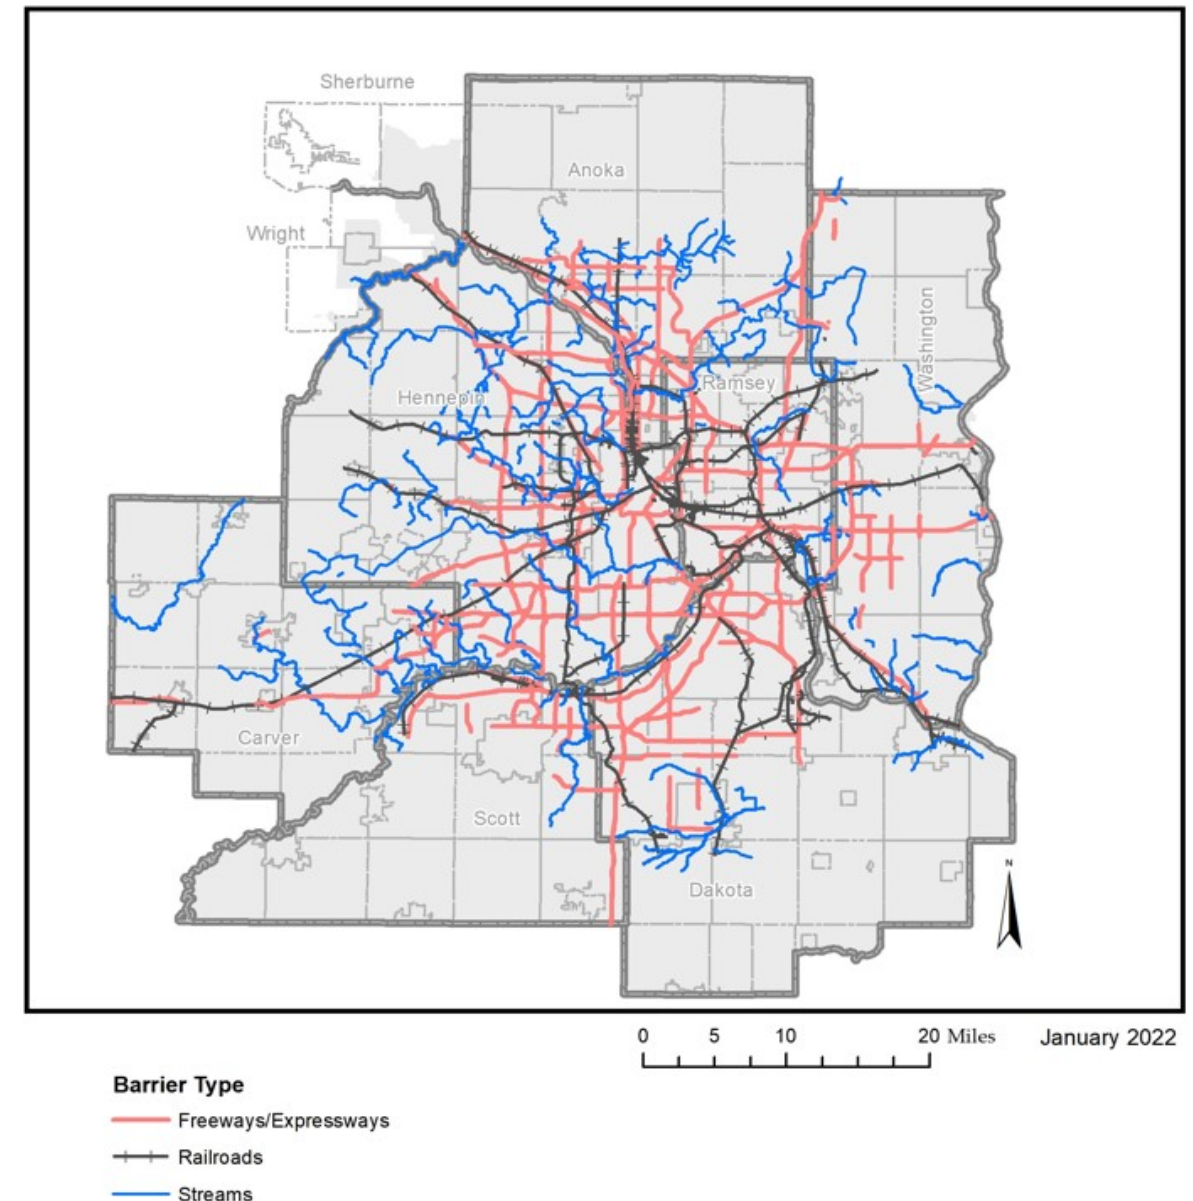 Sherburne
Anoka
Wright
Washington
Ramsey
Hennepin
Carver
Scott
Dakota
N
0 5 10 20 Miles January 2022
Barrier Type
Freeways/Expressways
Railroads
Streams